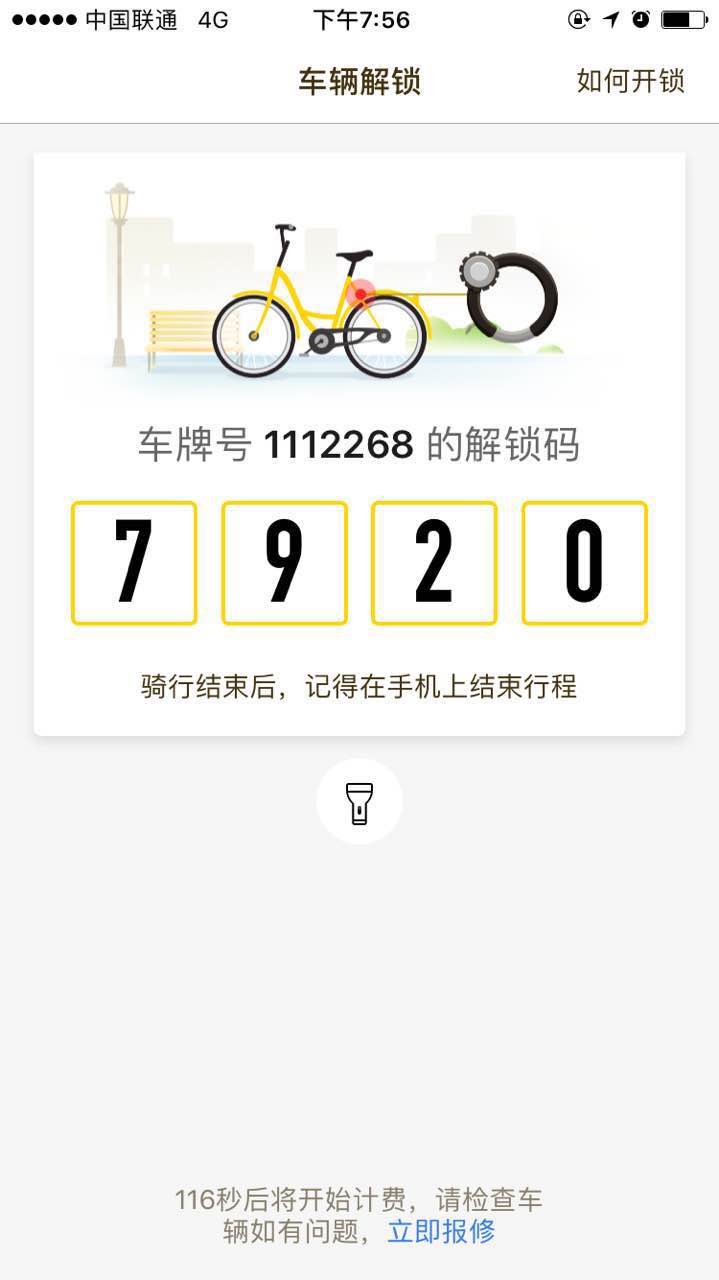 中国联通 4G 下午7:56
车辆解锁 如何开锁
车牌号 1112268 的解锁码
7 9 2 0
骑行结束后，记得在手机上结束行程
116秒后将开始计费，请检查车
辆如有问题，立即报修